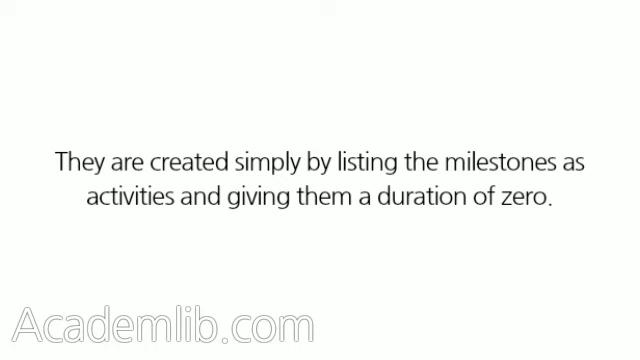 They are created simply by listing the milestones as
activities and giving them a duration of zero.
Academlib.com